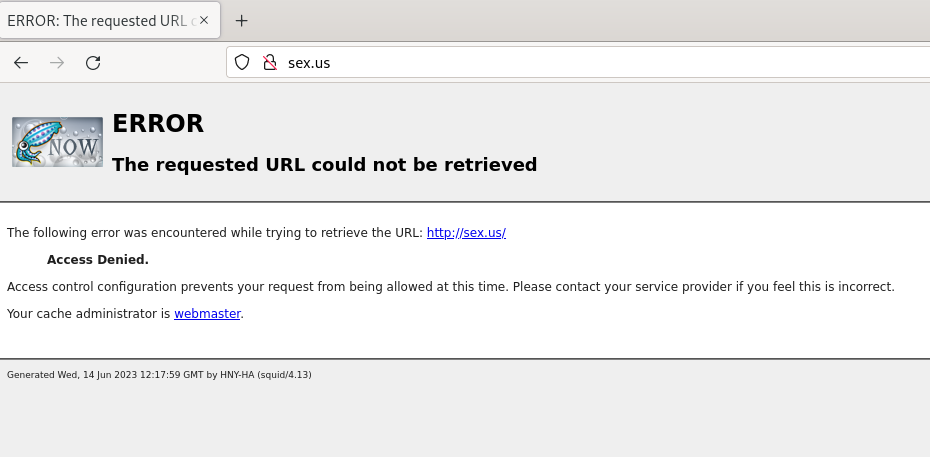 ERROR: The requested URL c
sex.us
NOW
ERROR
The requested URL could not be retrieved
The following error was encountered while trying to retrieve the URL: http://sex.us/
Access Denied.
Access control configuration prevents your request from being allowed at this time. Please contact your service provider if you feel this is incorrect.
Your cache administrator is webmaster.
Generated Wed, 14 Jun 2023 12:17:59 GMT by HNY-HA (squid/4.13)